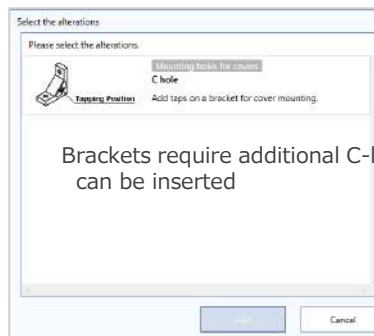 Select the alterations
Please select the alterations.
Mounting holes for covers
C hole
Tapping Position
Add taps on a bracket for cover mounting.
Brackets require additional C-
can be inserted
Cancel